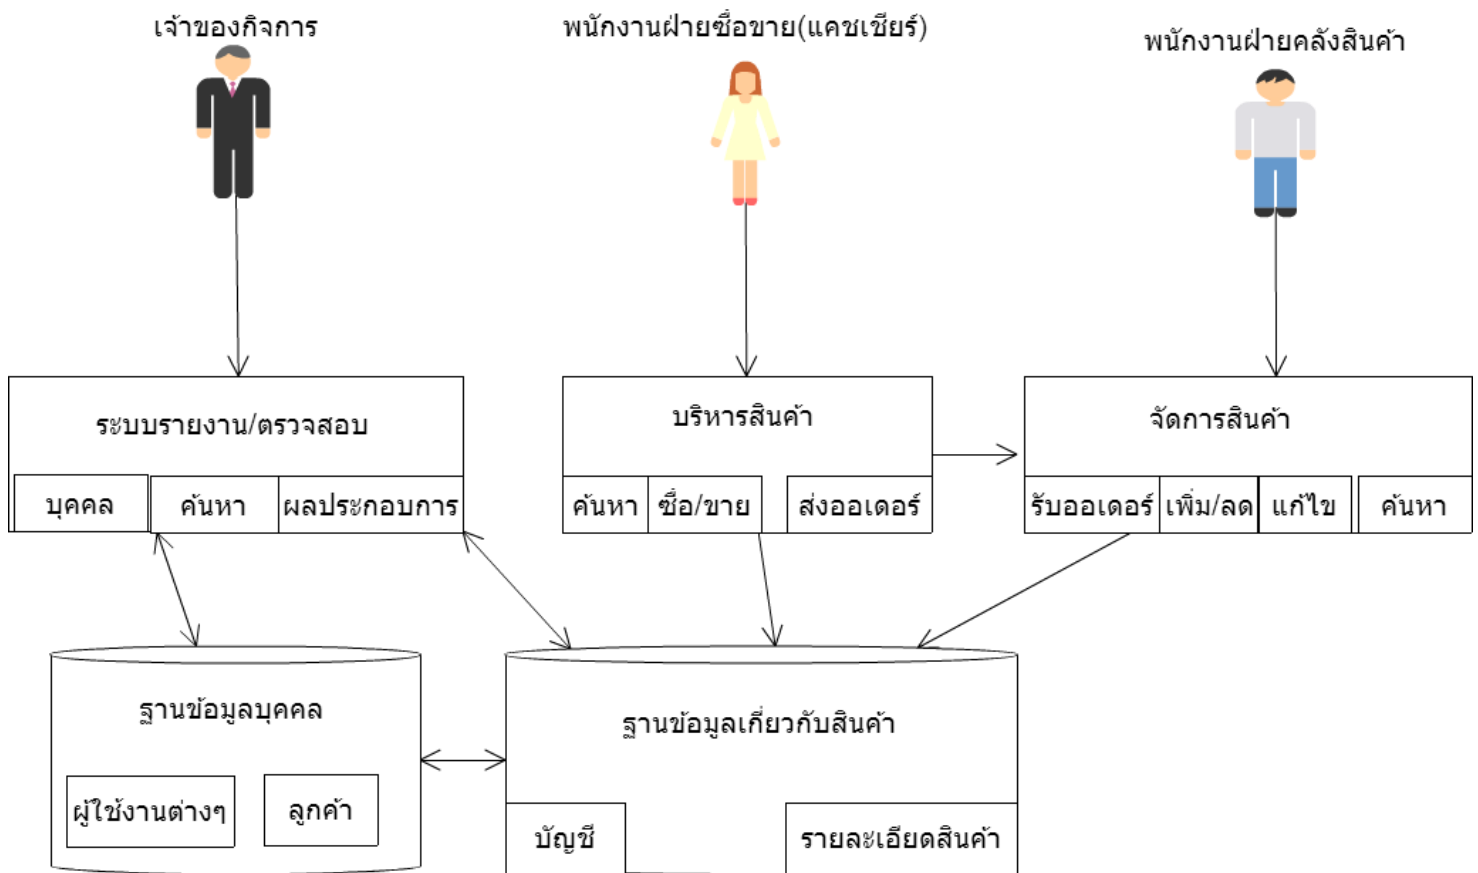 เจ้าของกิจการ
พนักงานฝ่ายซื่อขาย(แคชเชียร์)
พนักงานฝ่ายคลังสินค้า
ระบบรายงาน/ตรวจสอบ
บุคคล
ค้นหา
ผลประกอบการ
บริหารสินค้า
ค้นหา
ซื่อ/ขาย
ส่งออเดอร์
จัดการสินค้า
รับออเดอร์
เพิ่ม/ลด
แก้ไข
ค้นหา
ฐานข้อมูลบุคคล
ผู้ใช้งานต่างๆ
ลูกค้า
ฐานข้อมูลเกี่ยวกับสินค้า
บัญชี
รายละเอียดสินค้า